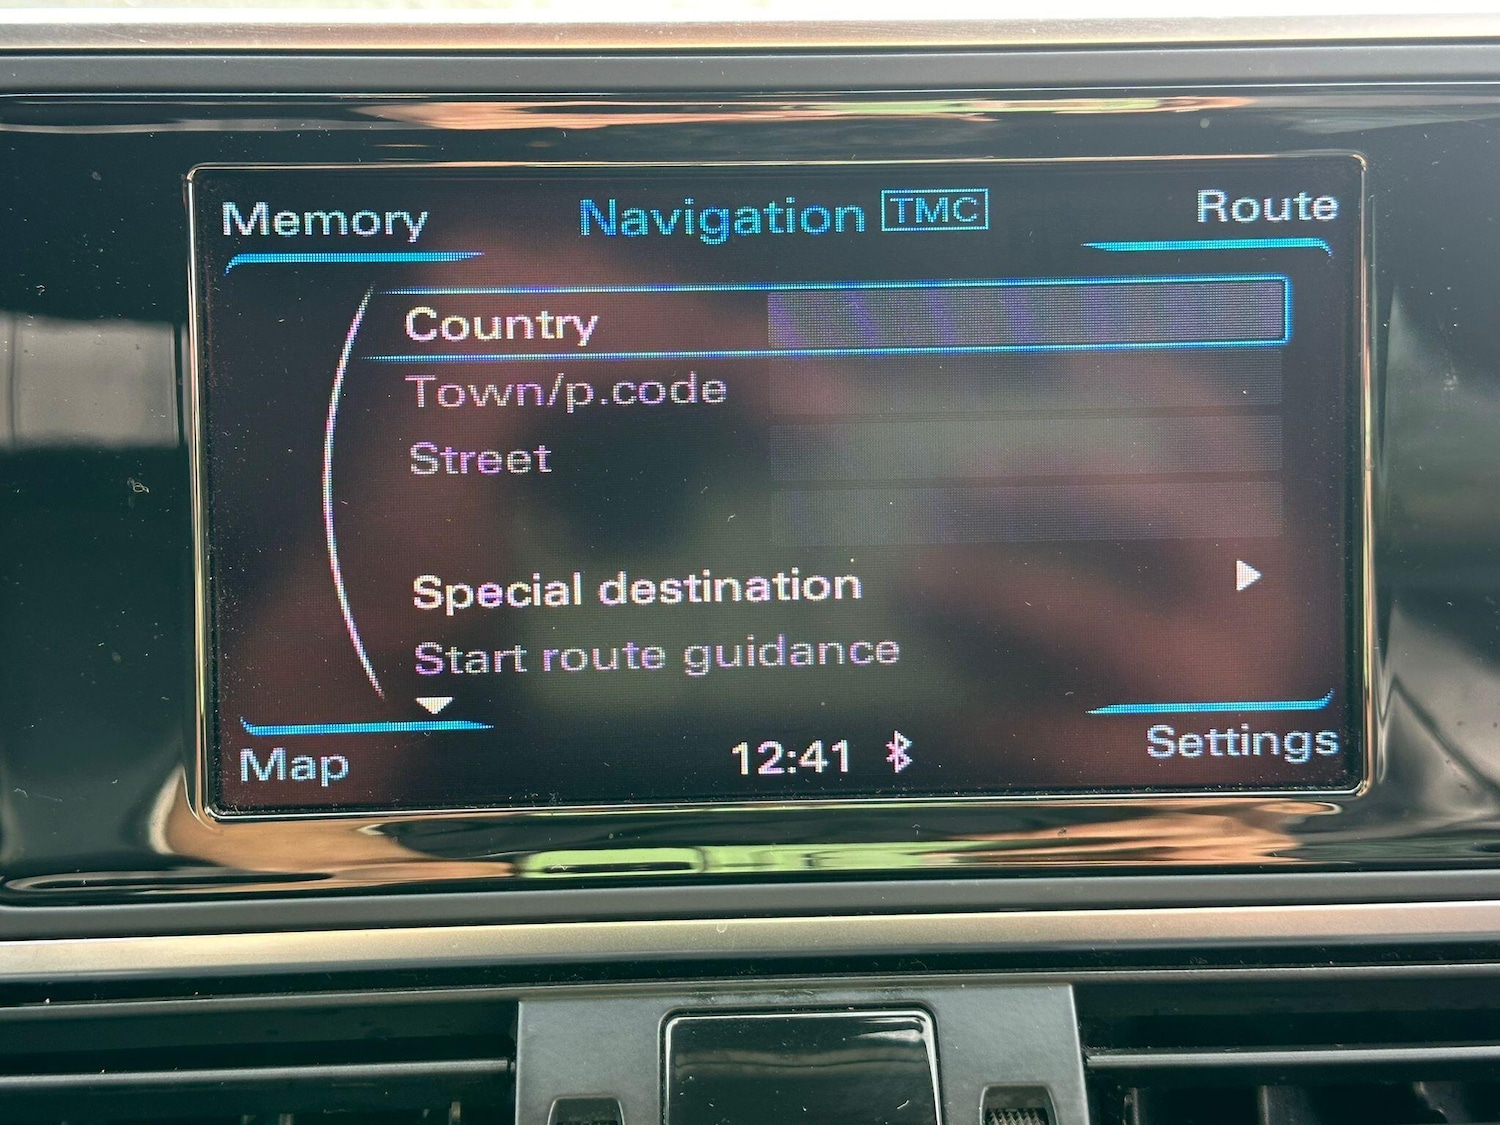 Memory
Navigation TMC
Route
Country
Town/p.code
Street
Special destination
Start route guidance
Map
12:41
Settings